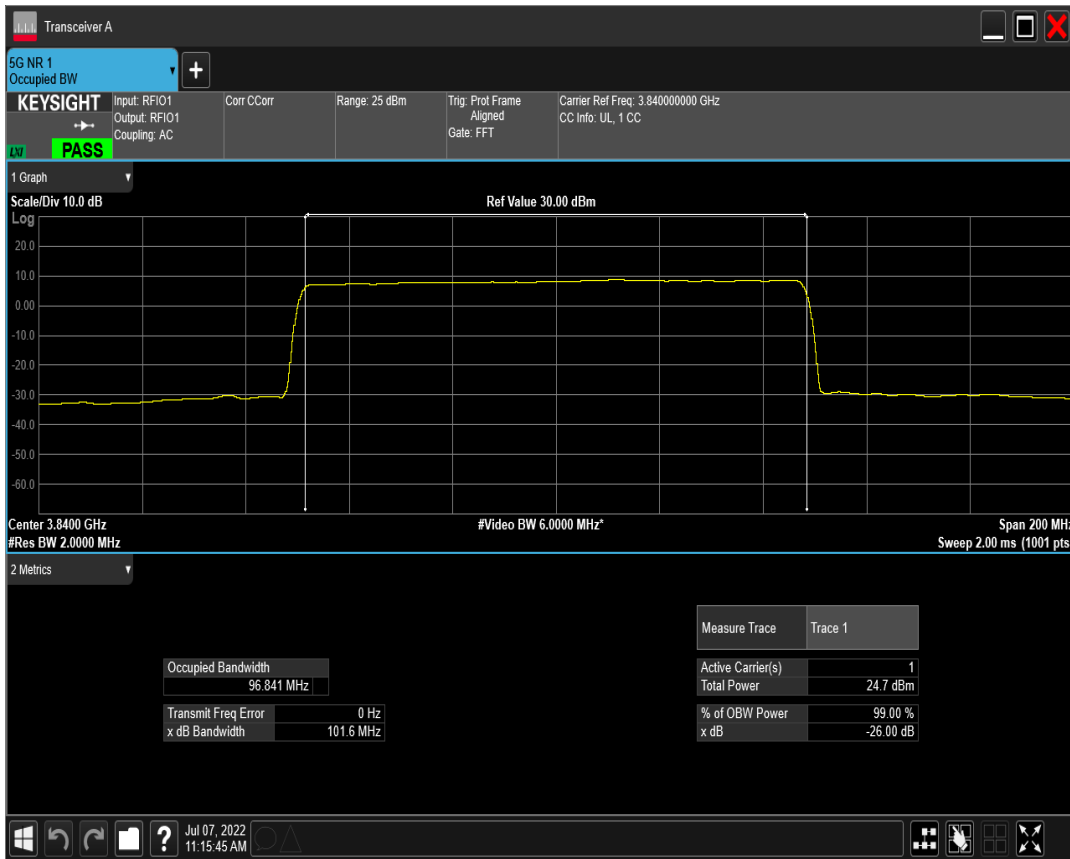 Transceiver A
5G NR 1
Occupied BW
KEYSIGHT
LXI
PASS
Input: RFIO1
Output: RFIO1
Coupling: AC
Corr CCorr
Range: 25 dBm
Trig: Prot Frame
Aligned
Gate: FFT
Carrier Ref Freq: 3.840000000 GHz
CC Info: UL, 1 CC
1 Graph
Scale/Div 10.0 dB
Ref Value 30.00 dBm
Log
20.0
10.0
0.00
-10.0
-20.0
-30.0
-40.0
-50.0
-60.0
Center 3.8400 GHz
#Video BW 6.0000 MHz*
Span 200 MHz
#Res BW 2.0000 MHz
Sweep 2.00 ms (1001 pts
2 Metrics
Measure Trace Trace 1
Occupied Bandwidth
96.841 MHz
Active Carrier(s) 1
Total Power 24.7 dBm
Transmit Freq Error 0 Hz
x dB Bandwidth 101.6 MHz
% of OBW Power 99.00 %
x dB -26.00 dB
?
Jul 07, 2022
11:15:45 AM